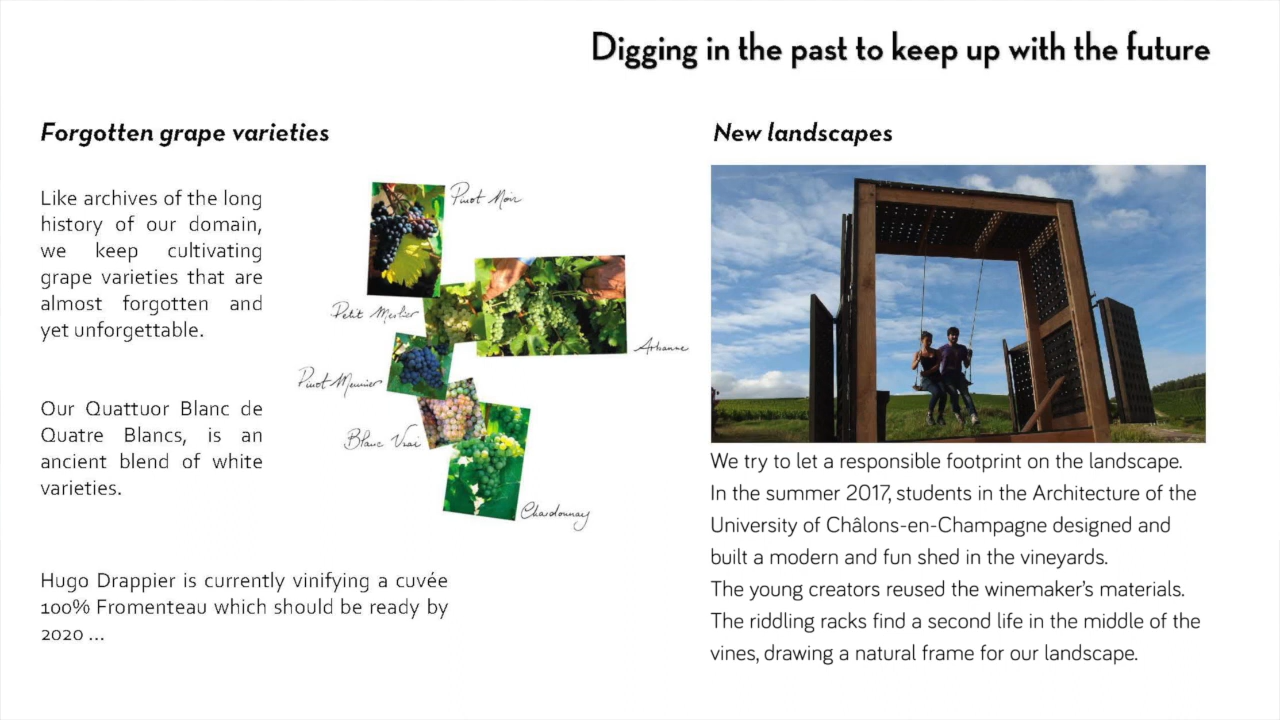 Digging in the past to keep up with the future
Forgotten grape varieties
Like archives of the long
history of our domain,
we keep cultivating
grape varieties that are
almost forgotten and
yet unforgettable.
Our Quattuor Blanc de
Quatre Blancs, is an
ancient blend of white
varieties.
Hugo Drappier is currently vinifying a cuvée
100% Fromenteau which should be ready by
2020 ...
Pinot Noir
Petit Meslier
Arbanne
Pinot Meunier
Blanc Vrai
Chardonnay
New landscapes
We try to let a responsible footprint on the landscape.
In the summer 2017, students in the Architecture of the
University of Châlons-en-Champagne designed and
built a modern and fun shed in the vineyards.
The young creators reused the winemaker's materials.
The riddling racks find a second life in the middle of the
vines, drawing a natural frame for our landscape.